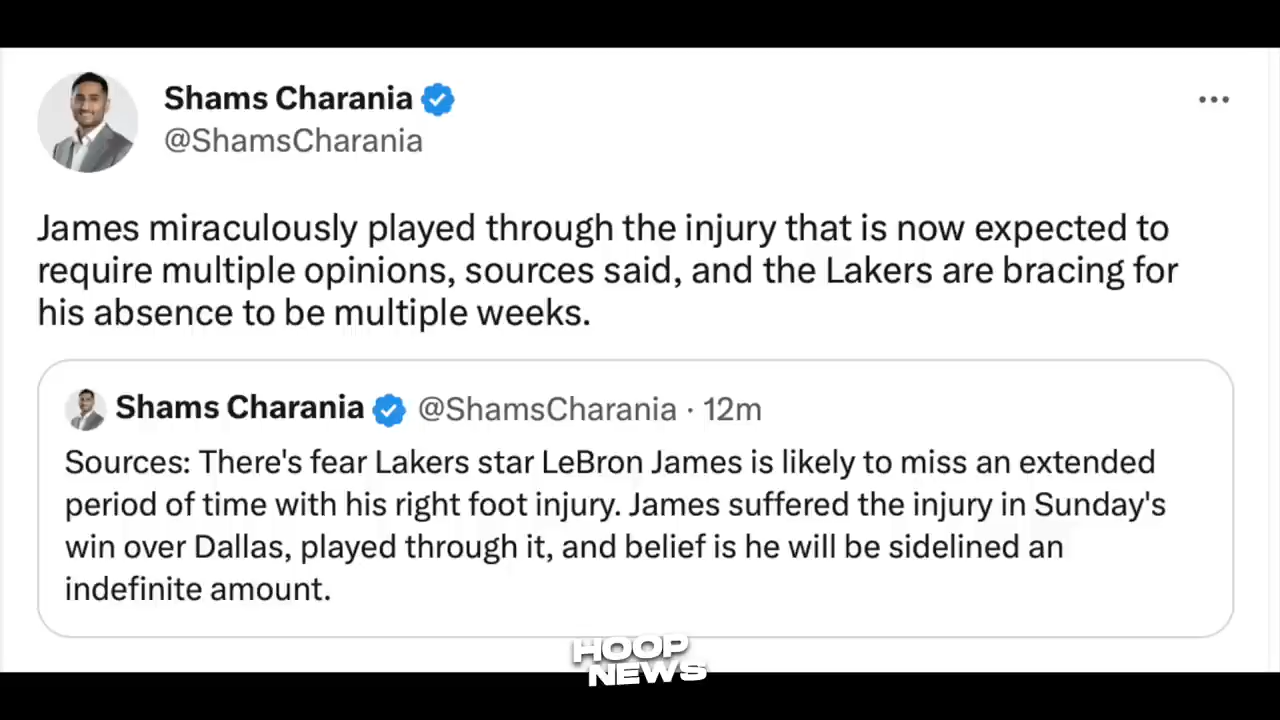 Shams Charania
@ShamsCharania
James miraculously played through the injury that is now expected to
require multiple opinions, sources said, and the Lakers are bracing for
his absence to be multiple weeks.
Shams Charania @ShamsCharania · 12m
Sources: There's fear Lakers star LeBron James is likely to miss an extended
period of time with his right foot injury. James suffered the injury in Sunday's
win over Dallas, played through it, and belief is he will be sidelined an
indefinite amount.
HOOP
NEWS